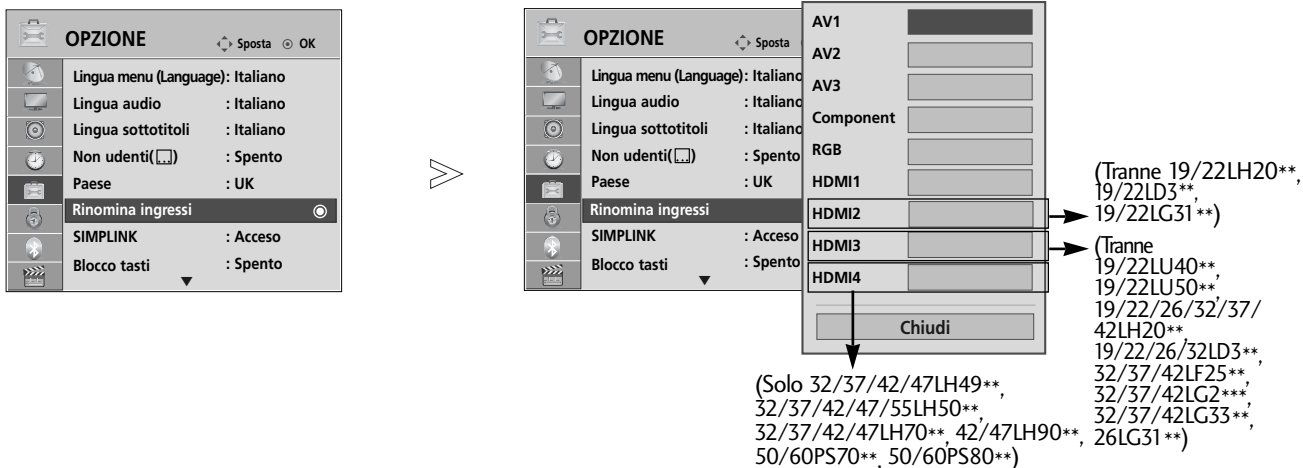 OPZIONE
Sposta OK
Lingua menu (Language): Italiano
Lingua audio : Italiano
Lingua sottotitoli : Italiano
Non udenti(...) : Spento
Paese : UK
Rinomina ingressi
SIMPLINK : Acceso
Blocco tasti : Spento
OPZIONE
Sposta
Lingua menu (Language): Italiano
Lingua audio : Italiano
Lingua sottotitoli : Italiano
Non udenti(...) : Spento
Paese : UK
Rinomina ingressi
SIMPLINK : Acceso
Blocco tasti : Spento
AV1
AV2
AV3
Component
RGB
HDMI1
HDMI2
HDMI3
HDMI4
Chiudi
(Tranne 19/22LH20**,
19/22LD3**,
19/22LG31**)
(Tranne
19/22LU40**,
19/22LU50**,
19/22/26/32/37/
42LH20**,
19/22/26/32LD3**,
32/37/42LF25**,
32/37/42LG2***,
32/37/42LG33**,
26LG31**)
(Solo 32/37/42/47LH49**,
32/37/42/47/55LH50**,
32/37/42/47LH70**, 42/47LH90**,
50/60PS70**, 50/60PS80**)